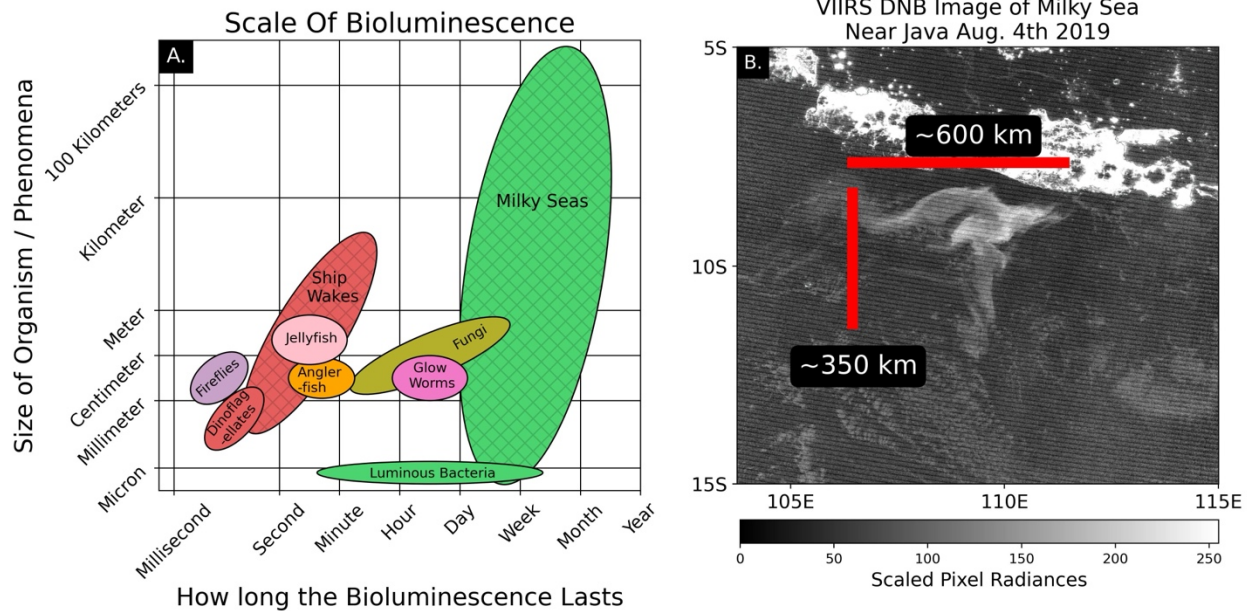 Scale Of Bioluminescence
A.
Size of Organism / Phenomena
100 Kilometers
Kilometer
Meter
Centimeter
Millimeter
Micron
Milky Seas
Ship
Wakes
Jellyfish
Fungi
Fireflies
Angler
-fish
Glow
Worms
Dinoflag
-ellates
Luminous Bacteria
Millisecond
Second
Minute
Hour
Day
Week
Month
Year
How long the Bioluminescence Lasts
VIIRS DNB Image of Milky Sea
Near Java Aug. 4th 2019
B.
5S
10S
15S
~600 km
~350 km
105E
110E
115E
0
50
100
150
200
250
Scaled Pixel Radiances